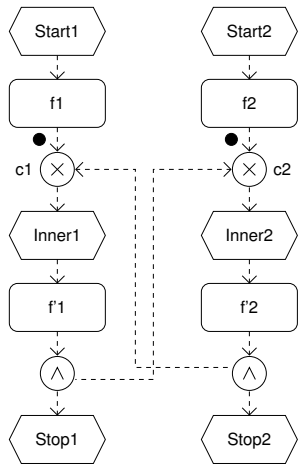 Start1 Start2
f1 f2
c1 × × c2
Inner1 Inner2
f'1 f'2
∧ ∧
Stop1 Stop2